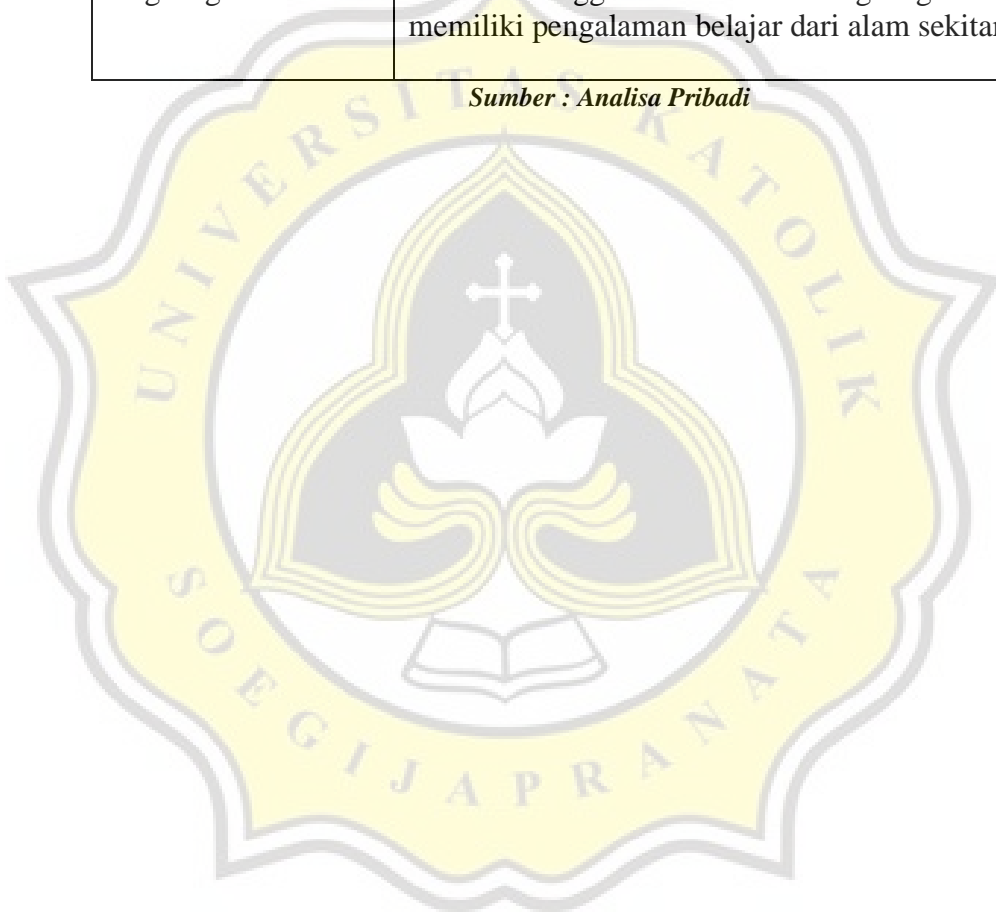 memiliki pengalaman belajar dari alam sekitar
Sumber : Analisa Pribadi
UNIVERSITAS KATOLIK
SOEGIJAPRANATA